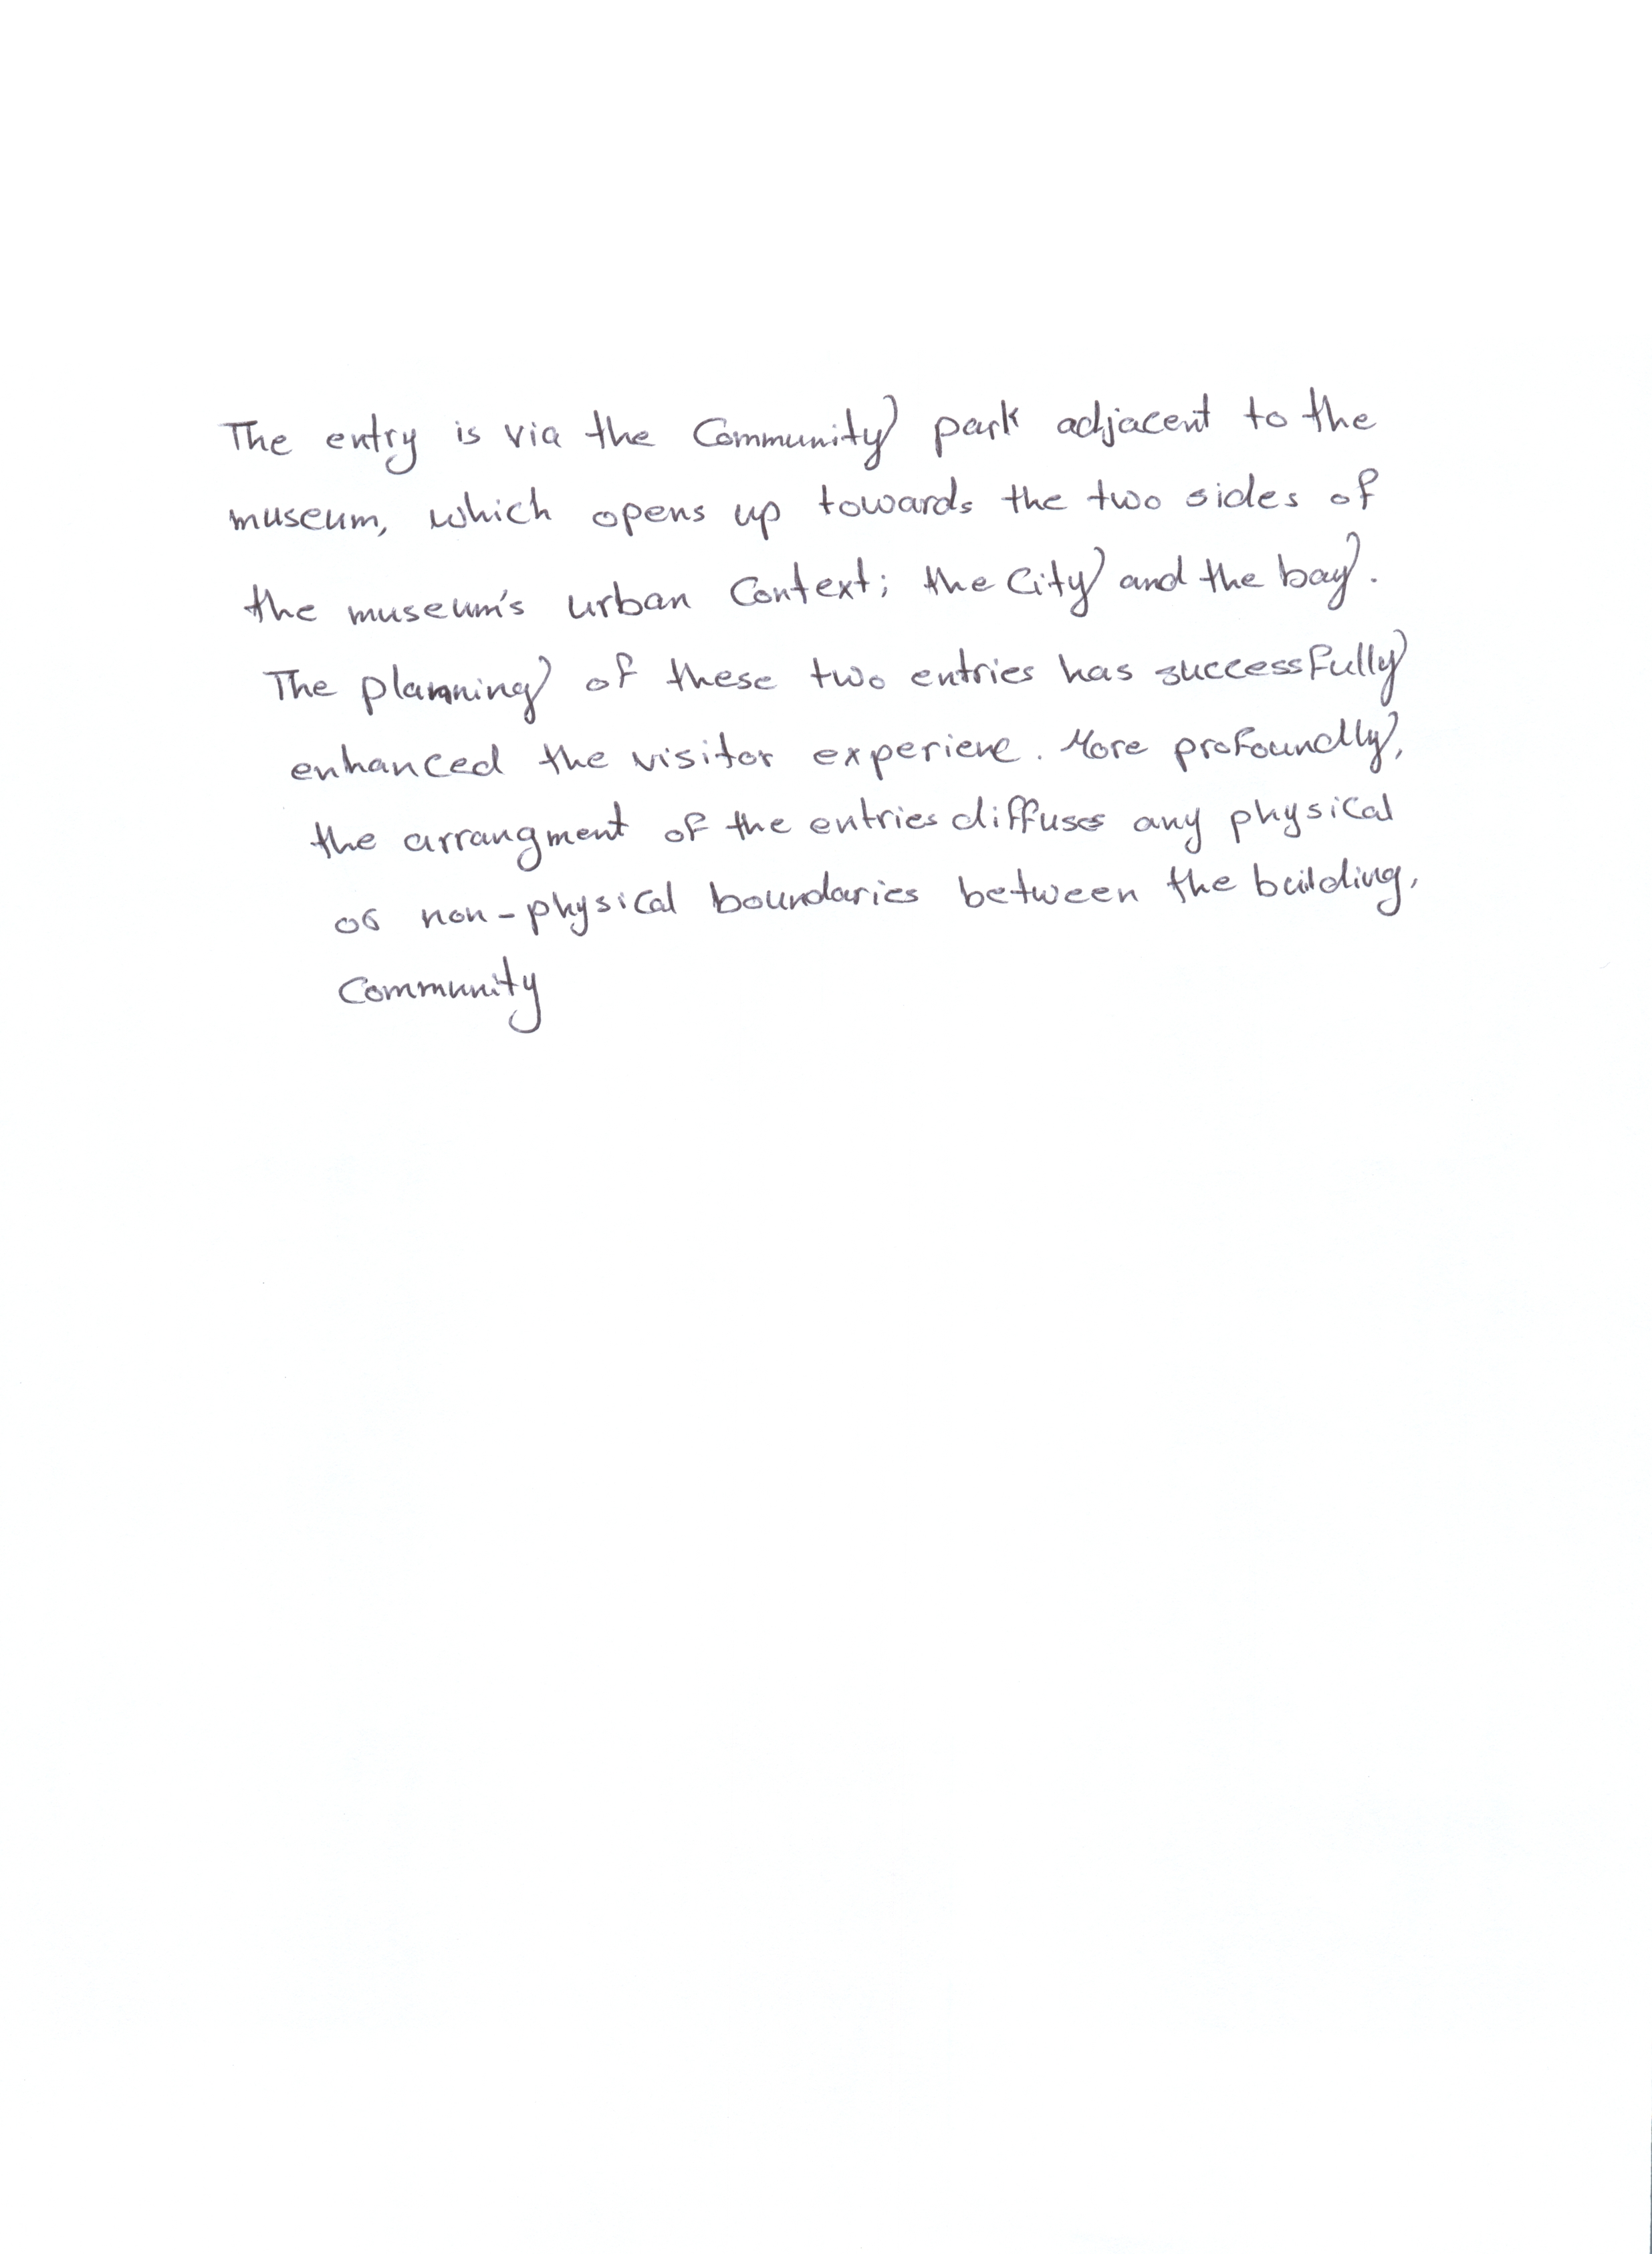 The entry is via the Community park adjacent to the
museum, which opens up towards the two sides of
the museum's urban Context; the City and the bay.
The planning of these two entries has successfully
enhanced the visitor experiene. More profoundly,
the arrangment of the entries diffuses any physical
or non-physical boundaries between the building,
Community